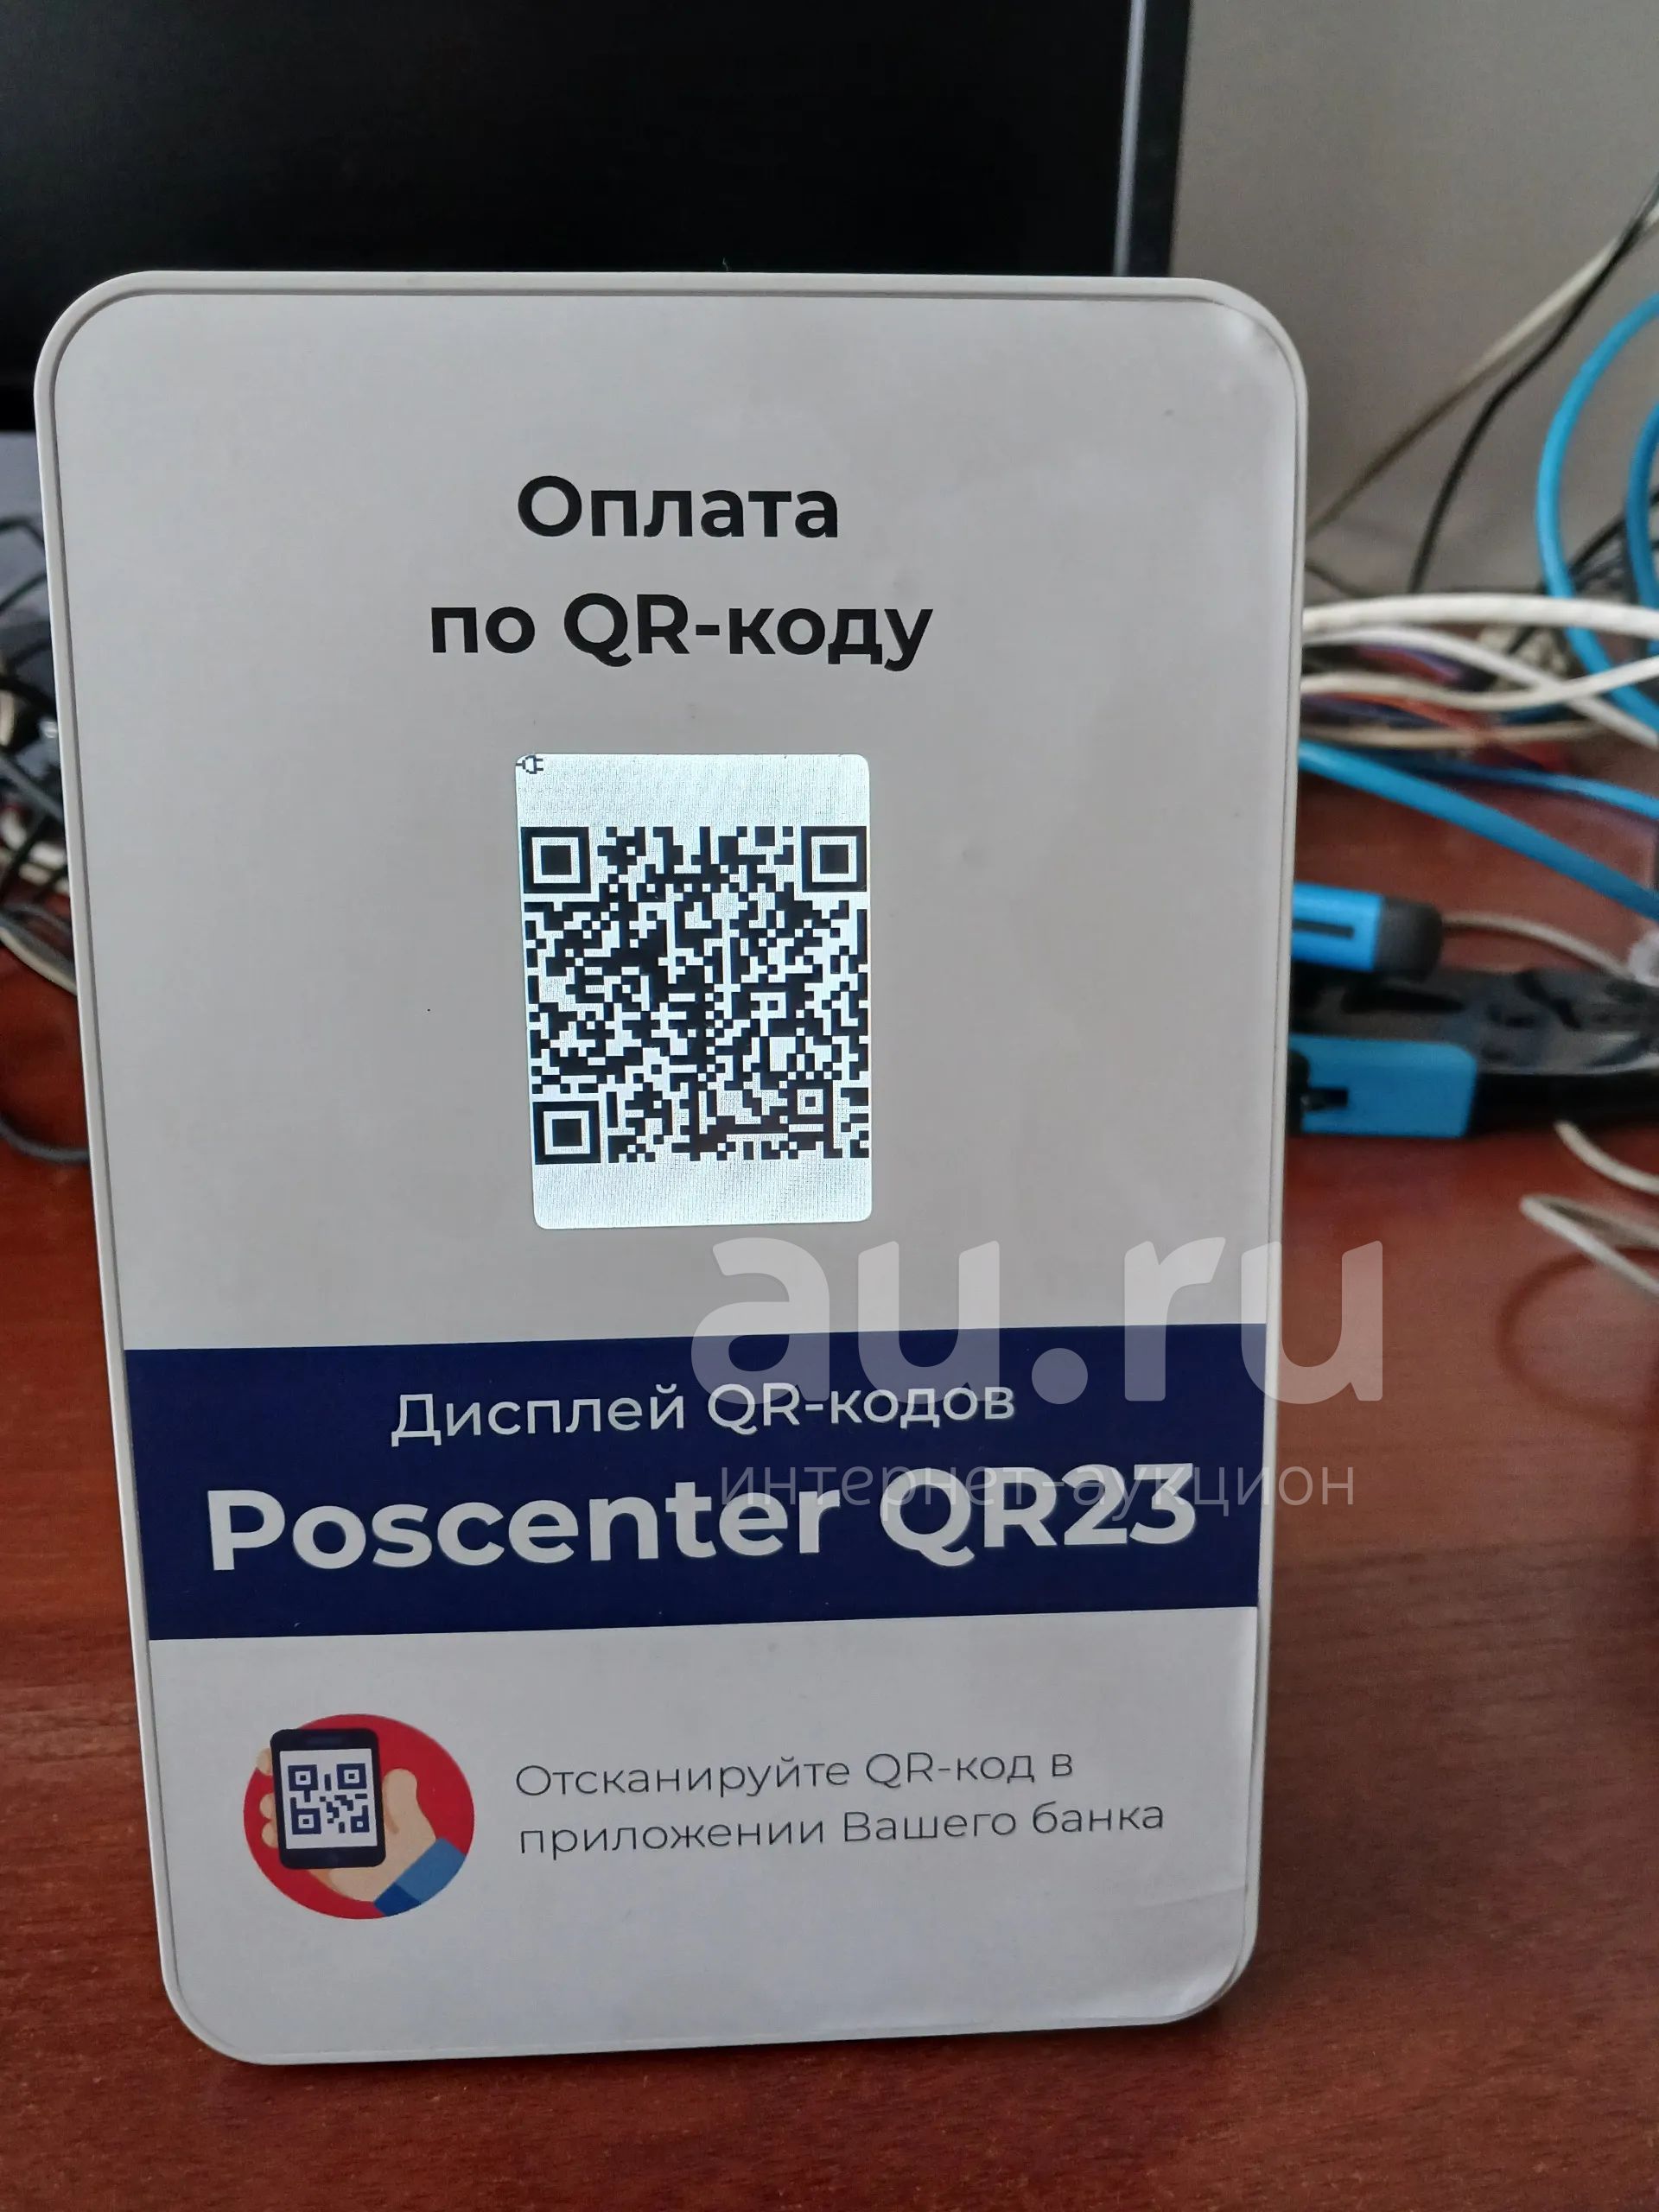 Оплата
по QR-коду
au.ru
Дисплей QR-кодов
интернет-аукцион
Poscenter QR23
Отсканируйте QR-код в
приложении Вашего банка